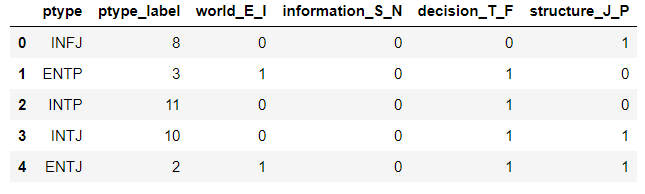 ptype ptype_label world_E_I information_S_N decision_T_F structure_J_P
0 INFJ 8 0 0 0 1
1 ENTP 3 1 0 1 0
2 INTP 11 0 0 1 0
3 INTJ 10 0 0 1 1
4 ENTJ 2 1 0 1 1